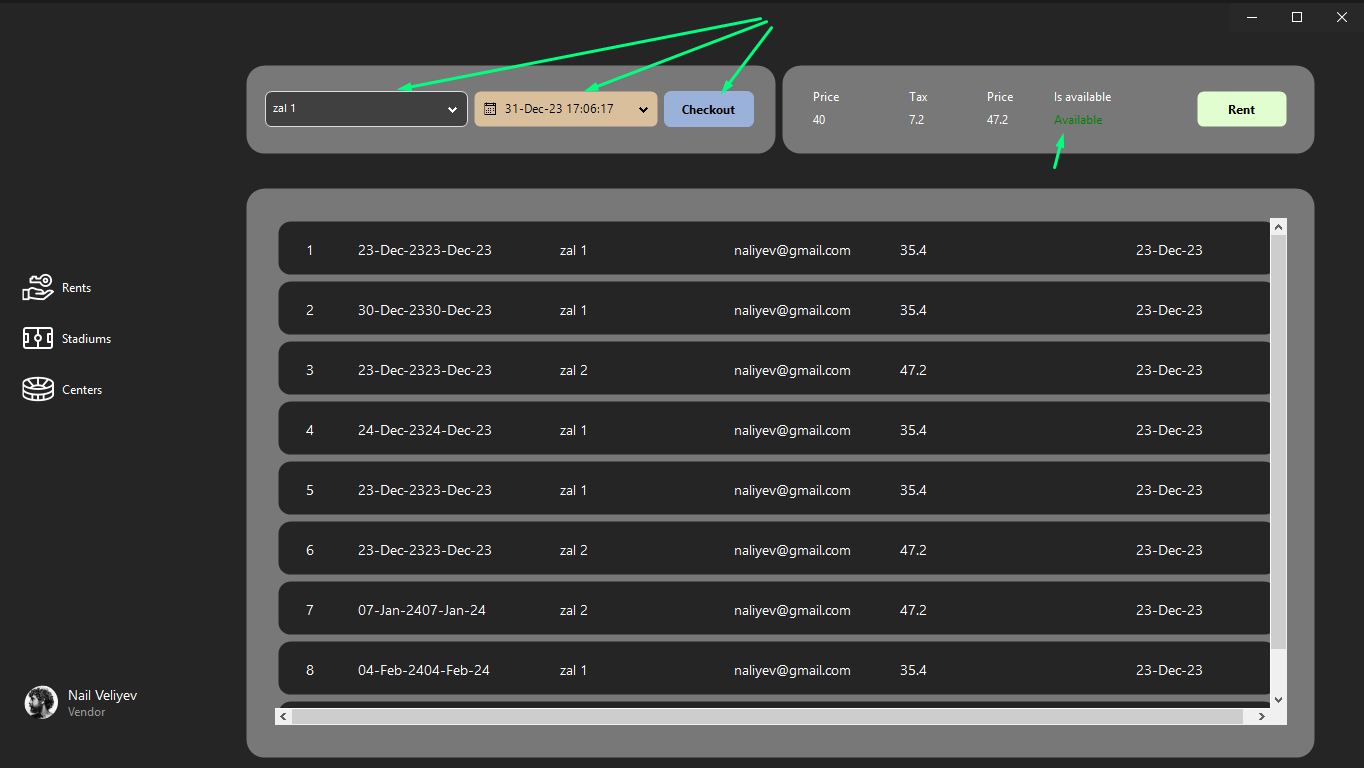 zal 1 31-Dec-23 17:06:17 Checkout
Price Tax Price Is available
40 7.2 47.2 Available
Rent
1 23-Dec-2323-Dec-23 zal 1 naliyev@gmail.com 35.4 23-Dec-23
2 30-Dec-2330-Dec-23 zal 1 naliyev@gmail.com 35.4 23-Dec-23
3 23-Dec-2323-Dec-23 zal 2 naliyev@gmail.com 47.2 23-Dec-23
4 24-Dec-2324-Dec-23 zal 1 naliyev@gmail.com 35.4 23-Dec-23
5 23-Dec-2323-Dec-23 zal 1 naliyev@gmail.com 35.4 23-Dec-23
6 23-Dec-2323-Dec-23 zal 2 naliyev@gmail.com 47.2 23-Dec-23
7 07-Jan-2407-Jan-24 zal 2 naliyev@gmail.com 47.2 23-Dec-23
8 04-Feb-2404-Feb-24 zal 1 naliyev@gmail.com 35.4 23-Dec-23
Rents
Stadiums
Centers
Nail Veliyev
Vendor